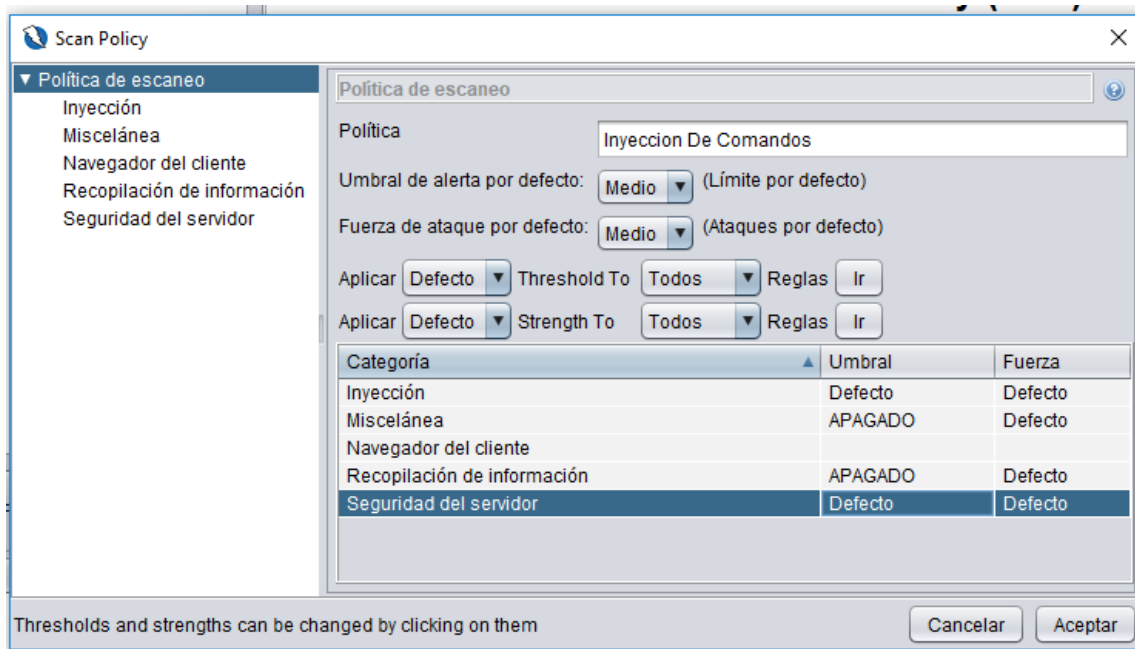 Scan Policy
Política de escaneo
Inyección
Miscelánea
Navegador del cliente
Recopilación de información
Seguridad del servidor
Política de escaneo
Política Inyeccion De Comandos
Umbral de alerta por defecto: Medio (Límite por defecto)
Fuerza de ataque por defecto: Medio (Ataques por defecto)
Aplicar Defecto Threshold To Todos Reglas Ir
Aplicar Defecto Strength To Todos Reglas Ir
Categoría Umbral Fuerza
Inyección Defecto Defecto
Miscelánea APAGADO Defecto
Navegador del cliente
Recopilación de información APAGADO Defecto
Seguridad del servidor Defecto Defecto
Thresholds and strengths can be changed by clicking on them Cancelar Aceptar